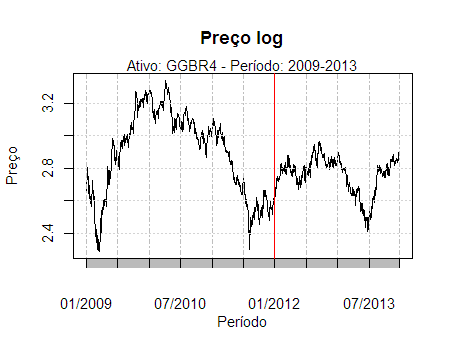 Preço log
Ativo: GGBR4 - Período: 2009-2013
Preço
3.2
2.8
2.4
01/2009 07/2010 01/2012 07/2013
Período